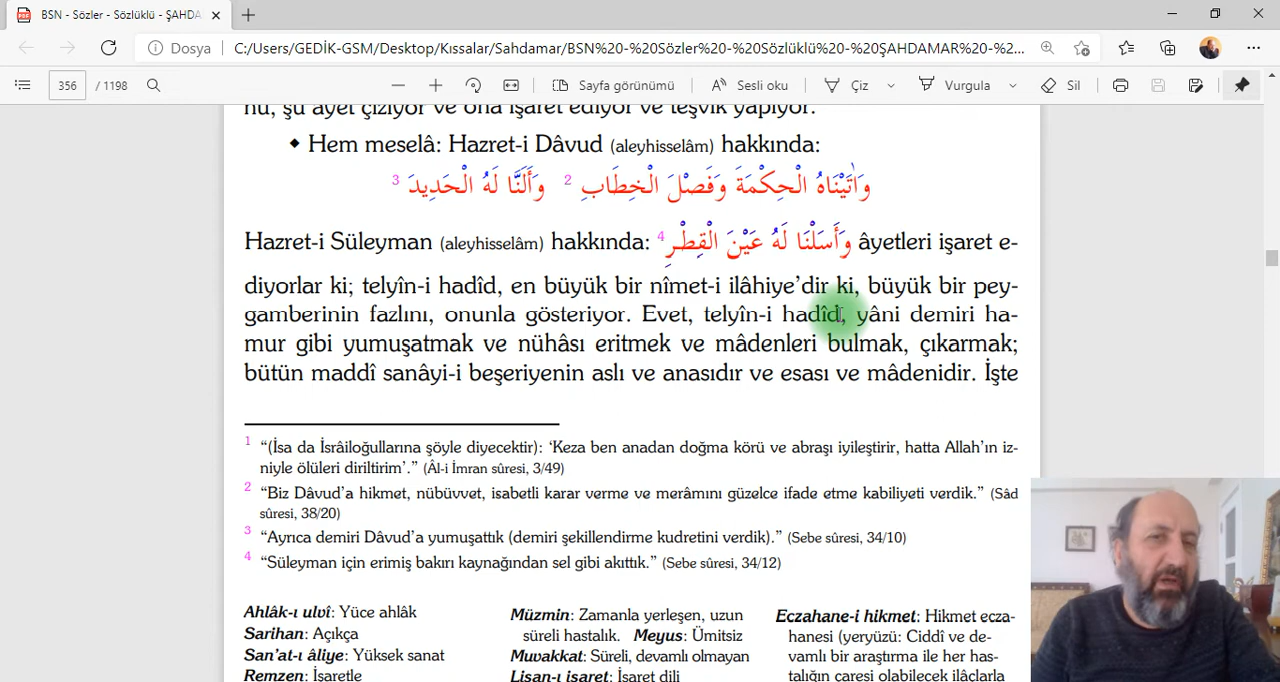 BSN - Sözler - Sözlüklü - ŞAHDA
Dosya
C:/Users/GEDİK-GSM/Desktop/Kıssalar/Sahdamar/BSN%20-%20Sözler%20-%20Sözlüklü%20-%20ŞAHDAMAR%20-%2...
356 / 1198
Sayfa görünümü
Sesli oku
Çiz
Vurgula
Sil
nu, şu âyet çiziyor ve ona işaret ediyor ve teşvik yapıyor.
◆ Hem meselâ: Hazret-i Dâvud (aleyhisselâm) hakkında:
وَاٰتَيْنَاهُ الْحِكْمَةَ وَفَصْلَ الْخِطَابِ 2 وَأَلَنَّا لَهُ الْحَدِيدَ 3
Hazret-i Süleyman (aleyhisselâm) hakkında: 4 وَأَسَلْنَا لَهُ عَيْنَ الْقِطْرِ âyetleri işaret e-
diyorlar ki; telyîn-i hadîd, en büyük bir nîmet-i ilâhiye’dir ki, büyük bir pey-
gamberinin fazlını, onunla gösteriyor. Evet, telyîn-i hadîd, yâni demiri ha-
mur gibi yumuşatmak ve nühâsı eritmek ve mâdenleri bulmak, çıkarmak;
bütün maddî sanâyi-i beşeriyenin aslı ve anasıdır ve esası ve mâdenidir. İşte
1 “(İsa da İsrâiloğullarına şöyle diyecektir): ‘Keza ben anadan doğma körü ve abraşı iyileştirir, hatta Allah’ın iz-
niyle ölüleri diriltirim’.” (Âl-i İmran sûresi, 3/49)
2 “Biz Dâvud’a hikmet, nübüvvet, isabetli karar verme ve merâmını güzelce ifade etme kabiliyeti verdik.” (Sâd
sûresi, 38/20)
3 “Ayrıca demiri Dâvud’a yumuşattık (demiri şekillendirme kudretini verdik).” (Sebe sûresi, 34/10)
4 “Süleyman için erimiş bakırı kaynağından sel gibi akıttık.” (Sebe sûresi, 34/12)
Ahlâk-ı ulvî: Yüce ahlâk
Sarihan: Açıkça
San’at-ı âliye: Yüksek sanat
Remzen: İşaretle
Müzmin: Zamanla yerleşen, uzun
süreli hastalık. Meyus: Ümitsiz
Muvakkat: Süreli, devamlı olmayan
Lisan-ı işaret: İşaret dili
Eczahane-i hikmet: Hikmet ecza-
hanesi (yeryüzü: Ciddî ve de-
vamlı bir araştırma ile her has-
talığın çaresi olabilecek ilâçlarla